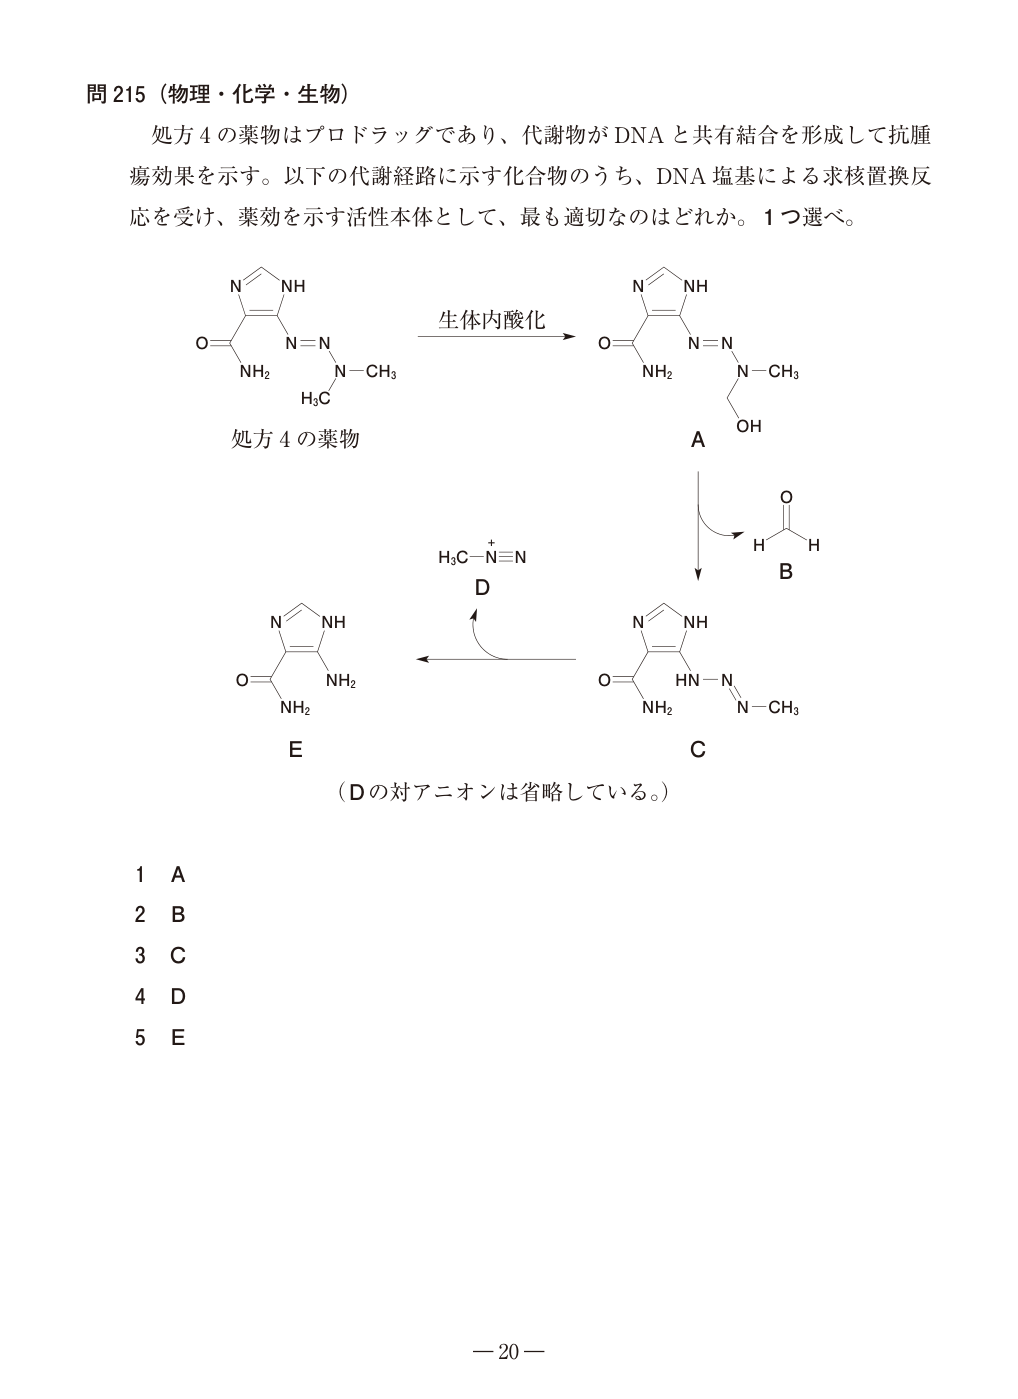 問 215（物理・化学・生物）
処方 4 の薬物はプロドラッグであり、代謝物が DNA と共有結合を形成して抗腫
瘍効果を示す。以下の代謝経路に示す化合物のうち、DNA 塩基による求核置換反
応を受け、薬効を示す活性本体として、最も適切なのはどれか。1つ選べ。
N NH
O N=N
NH2 N CH3
H3C
処方 4 の薬物
生体内酸化
N NH
O N=N
NH2 N CH3
OH
A
O
H H
B
H3C N+≡N
D
N NH
O NH2
NH2
E
N NH
O HN N
NH2 N CH3
C
（Dの対アニオンは省略している。）
1 A
2 B
3 C
4 D
5 E
― 20 ―